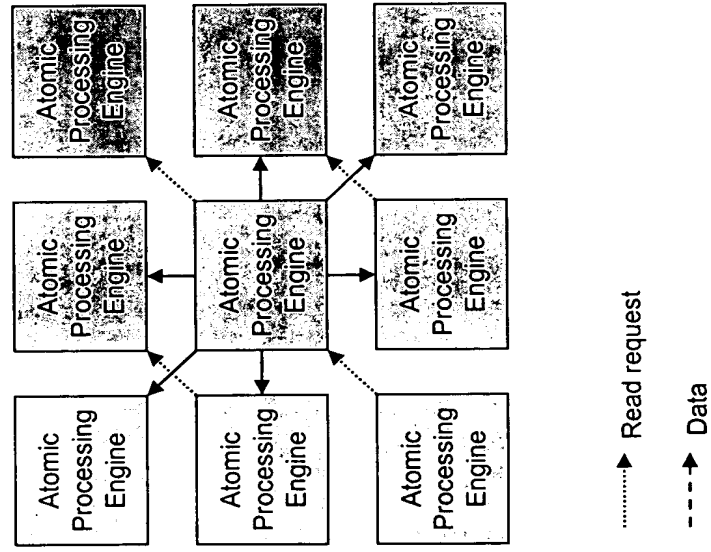 Atomic
Processing
Engine
Atomic
Processing
Engine
Atomic
Processing
Engine
Atomic
Processing
Engine
Atomic
Processing
Engine
Atomic
Processing
Engine
Atomic
Processing
Engine
Atomic
Processing
Engine
Atomic
Processing
Engine
Read request
Data